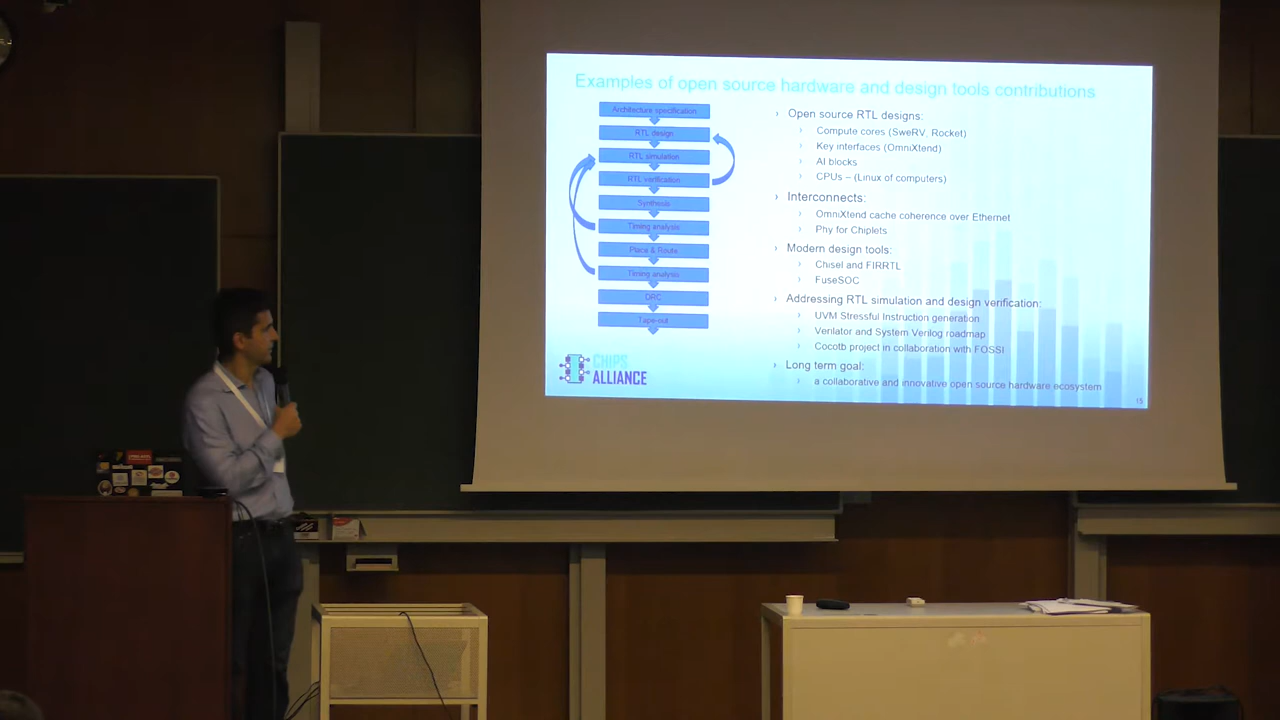 Examples of open source hardware and design tools contributions
Architecture specification
RTL design
RTL simulation
RTL verification
Synthesis
Timing analysis
Place & Route
Timing analysis
DRC
Tape-out
› Open source RTL designs:
› Compute cores (SweRV, Rocket)
› Key interfaces (OmniXtend)
› AI blocks
› CPUs – (Linux of computers)
› Interconnects:
› OmniXtend cache coherence over Ethernet
› Phy for Chiplets
› Modern design tools:
› Chisel and FIRRTL
› FuseSOC
› Addressing RTL simulation and design verification:
› UVM Stressful Instruction generation
› Verilator and System Verilog roadmap
› Cocotb project in collaboration with FOSSI
› Long term goal:
› a collaborative and innovative open source hardware ecosystem
CHIPS
ALLIANCE
15